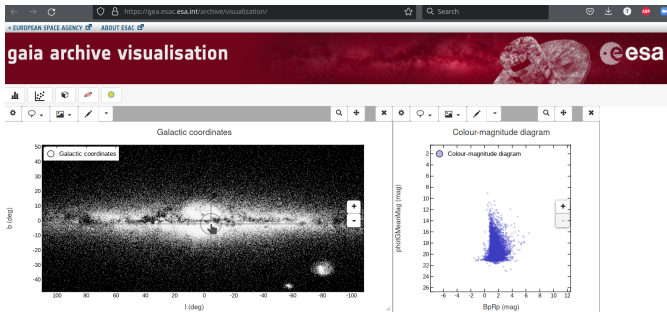 https://gea.esac.esa.int/archive/visualization/
Search
EUROPEAN SPACE AGENCY
ABOUT ESAC
gaia archive visualisation
esa
Galactic coordinates
Galactic coordinates
50
40
30
20
10
0
-10
-20
-30
-40
b (deg)
+
-
100 80 60 40 20 0 -20 -40 -60 -80 -100
l (deg)
Colour-magnitude diagram
Colour-magnitude diagram
2
4
6
8
10
12
14
16
18
20
22
24
26
photGMeanMag (mag)
+
-
-6 -4 -2 0 2 4 6 8 10 12
BpRp (mag)